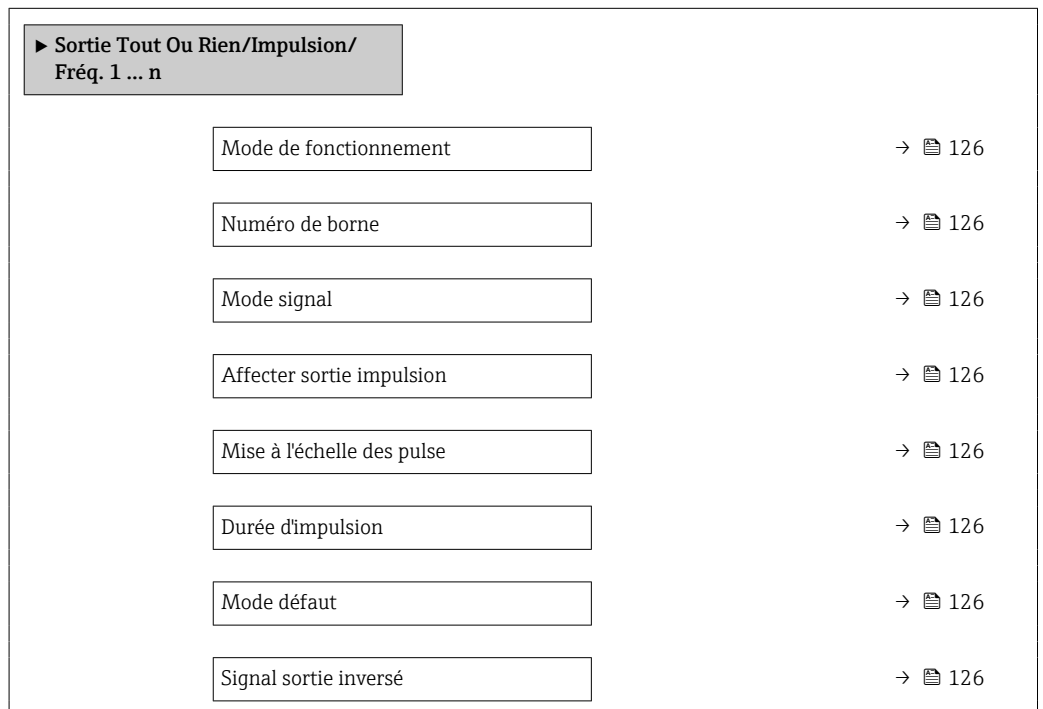 ▶ Sortie Tout Ou Rien/Impulsion/
Fréq. 1 ... n
Mode de fonctionnement → 126
Numéro de borne → 126
Mode signal → 126
Affecter sortie impulsion → 126
Mise à l'échelle des pulse → 126
Durée d'impulsion → 126
Mode défaut → 126
Signal sortie inversé → 126